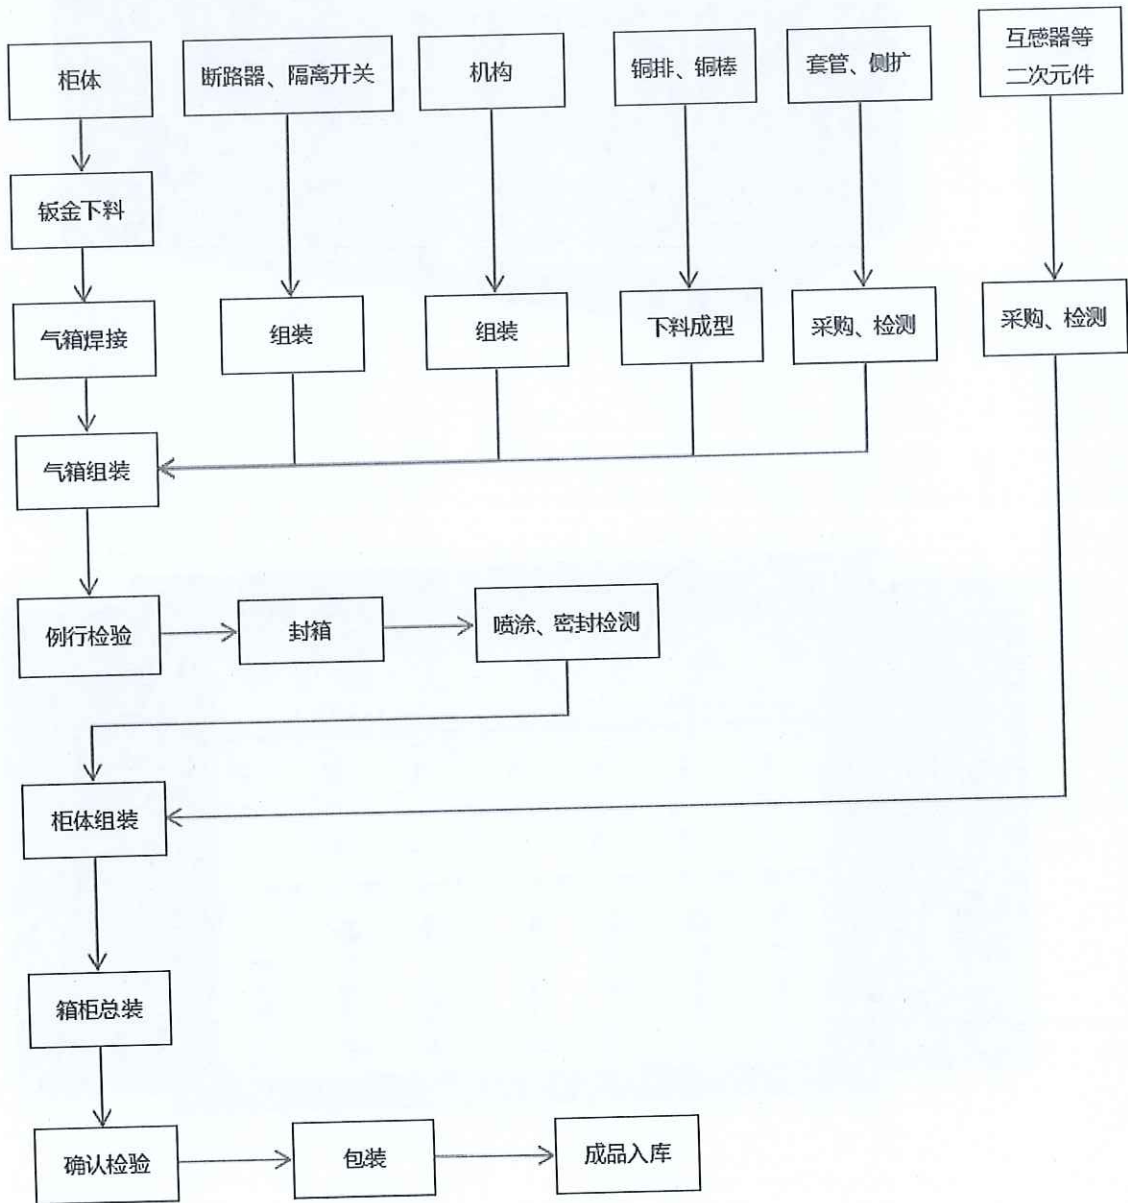 柜体
断路器、隔离开关
机构
铜排、铜棒
套管、侧扩
互感器等
二次元件
钣金下料
气箱焊接
组装
组装
下料成型
采购、检测
采购、检测
气箱组装
例行检验
封箱
喷涂、密封检测
柜体组装
箱柜总装
确认检验
包装
成品入库